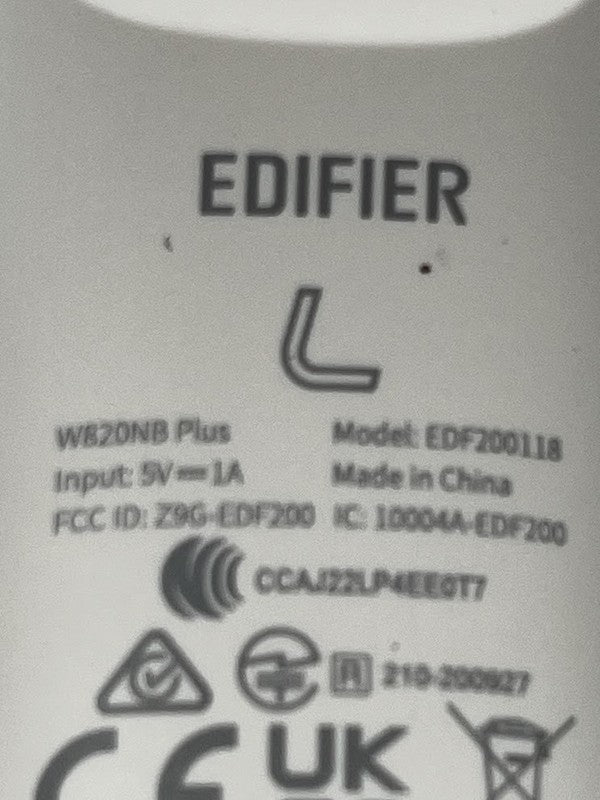 EDIFIER
L
W820NB Plus Model: EDF200118
Input: 5V⎓1A Made in China
FCC ID: Z9G-EDF200 IC: 10004A-EDF200
CCAJ22LP4EE0T7
R 210-200927
CE UK